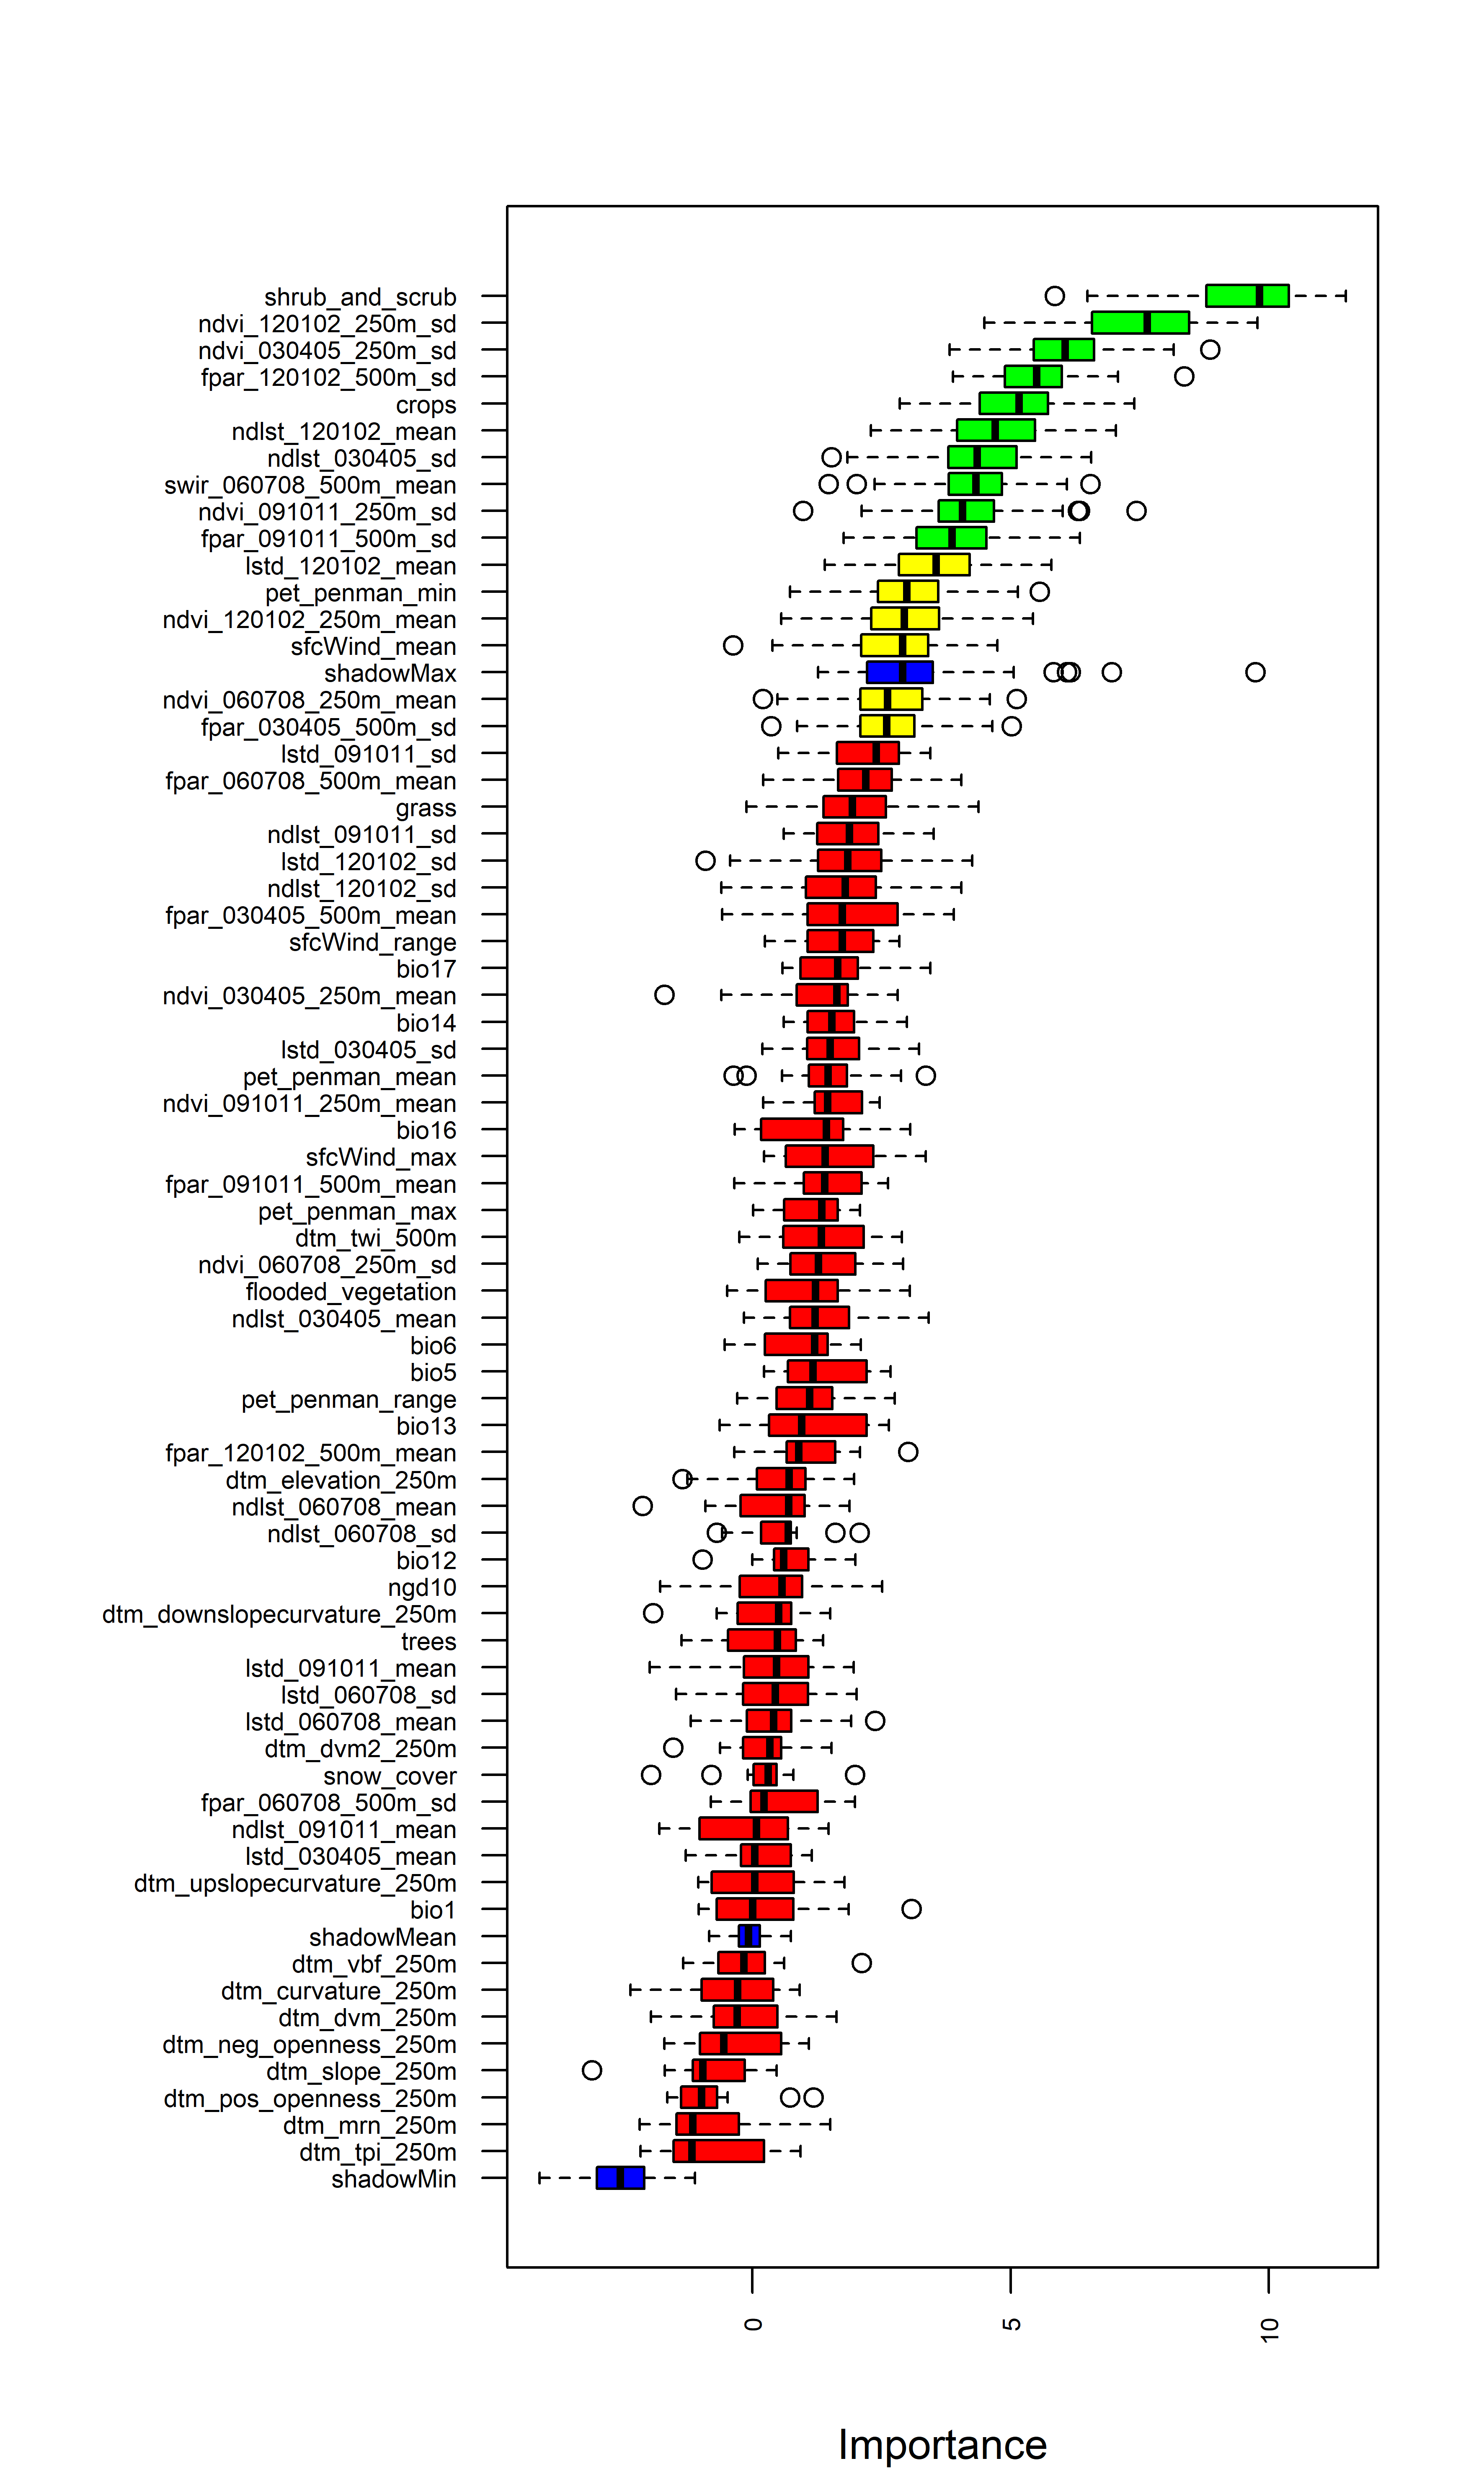 shrub_and_scrub
ndvi_120102_250m_sd
ndvi_030405_250m_sd
fpar_120102_500m_sd
crops
ndlst_120102_mean
ndlst_030405_sd
swir_060708_500m_mean
ndvi_091011_250m_sd
fpar_091011_500m_sd
lstd_120102_mean
pet_penman_min
ndvi_120102_250m_mean
sfcWind_mean
shadowMax
ndvi_060708_250m_mean
fpar_030405_500m_sd
lstd_091011_sd
fpar_060708_500m_mean
grass
ndlst_091011_sd
lstd_120102_sd
ndlst_120102_sd
fpar_030405_500m_mean
sfcWind_range
bio17
ndvi_030405_250m_mean
bio14
lstd_030405_sd
pet_penman_mean
ndvi_091011_250m_mean
bio16
sfcWind_max
fpar_091011_500m_mean
pet_penman_max
dtm_twi_500m
ndvi_060708_250m_sd
flooded_vegetation
ndlst_030405_mean
bio6
bio5
pet_penman_range
bio13
fpar_120102_500m_mean
dtm_elevation_250m
ndlst_060708_mean
ndlst_060708_sd
bio12
ngd10
dtm_downslopecurvature_250m
trees
lstd_091011_mean
lstd_060708_sd
lstd_060708_mean
dtm_dvm2_250m
snow_cover
fpar_060708_500m_sd
ndlst_091011_mean
lstd_030405_mean
dtm_upslopecurvature_250m
bio1
shadowMean
dtm_vbf_250m
dtm_curvature_250m
dtm_dvm_250m
dtm_neg_openness_250m
dtm_slope_250m
dtm_pos_openness_250m
dtm_mrn_250m
dtm_tpi_250m
shadowMin
0 5 10
Importance